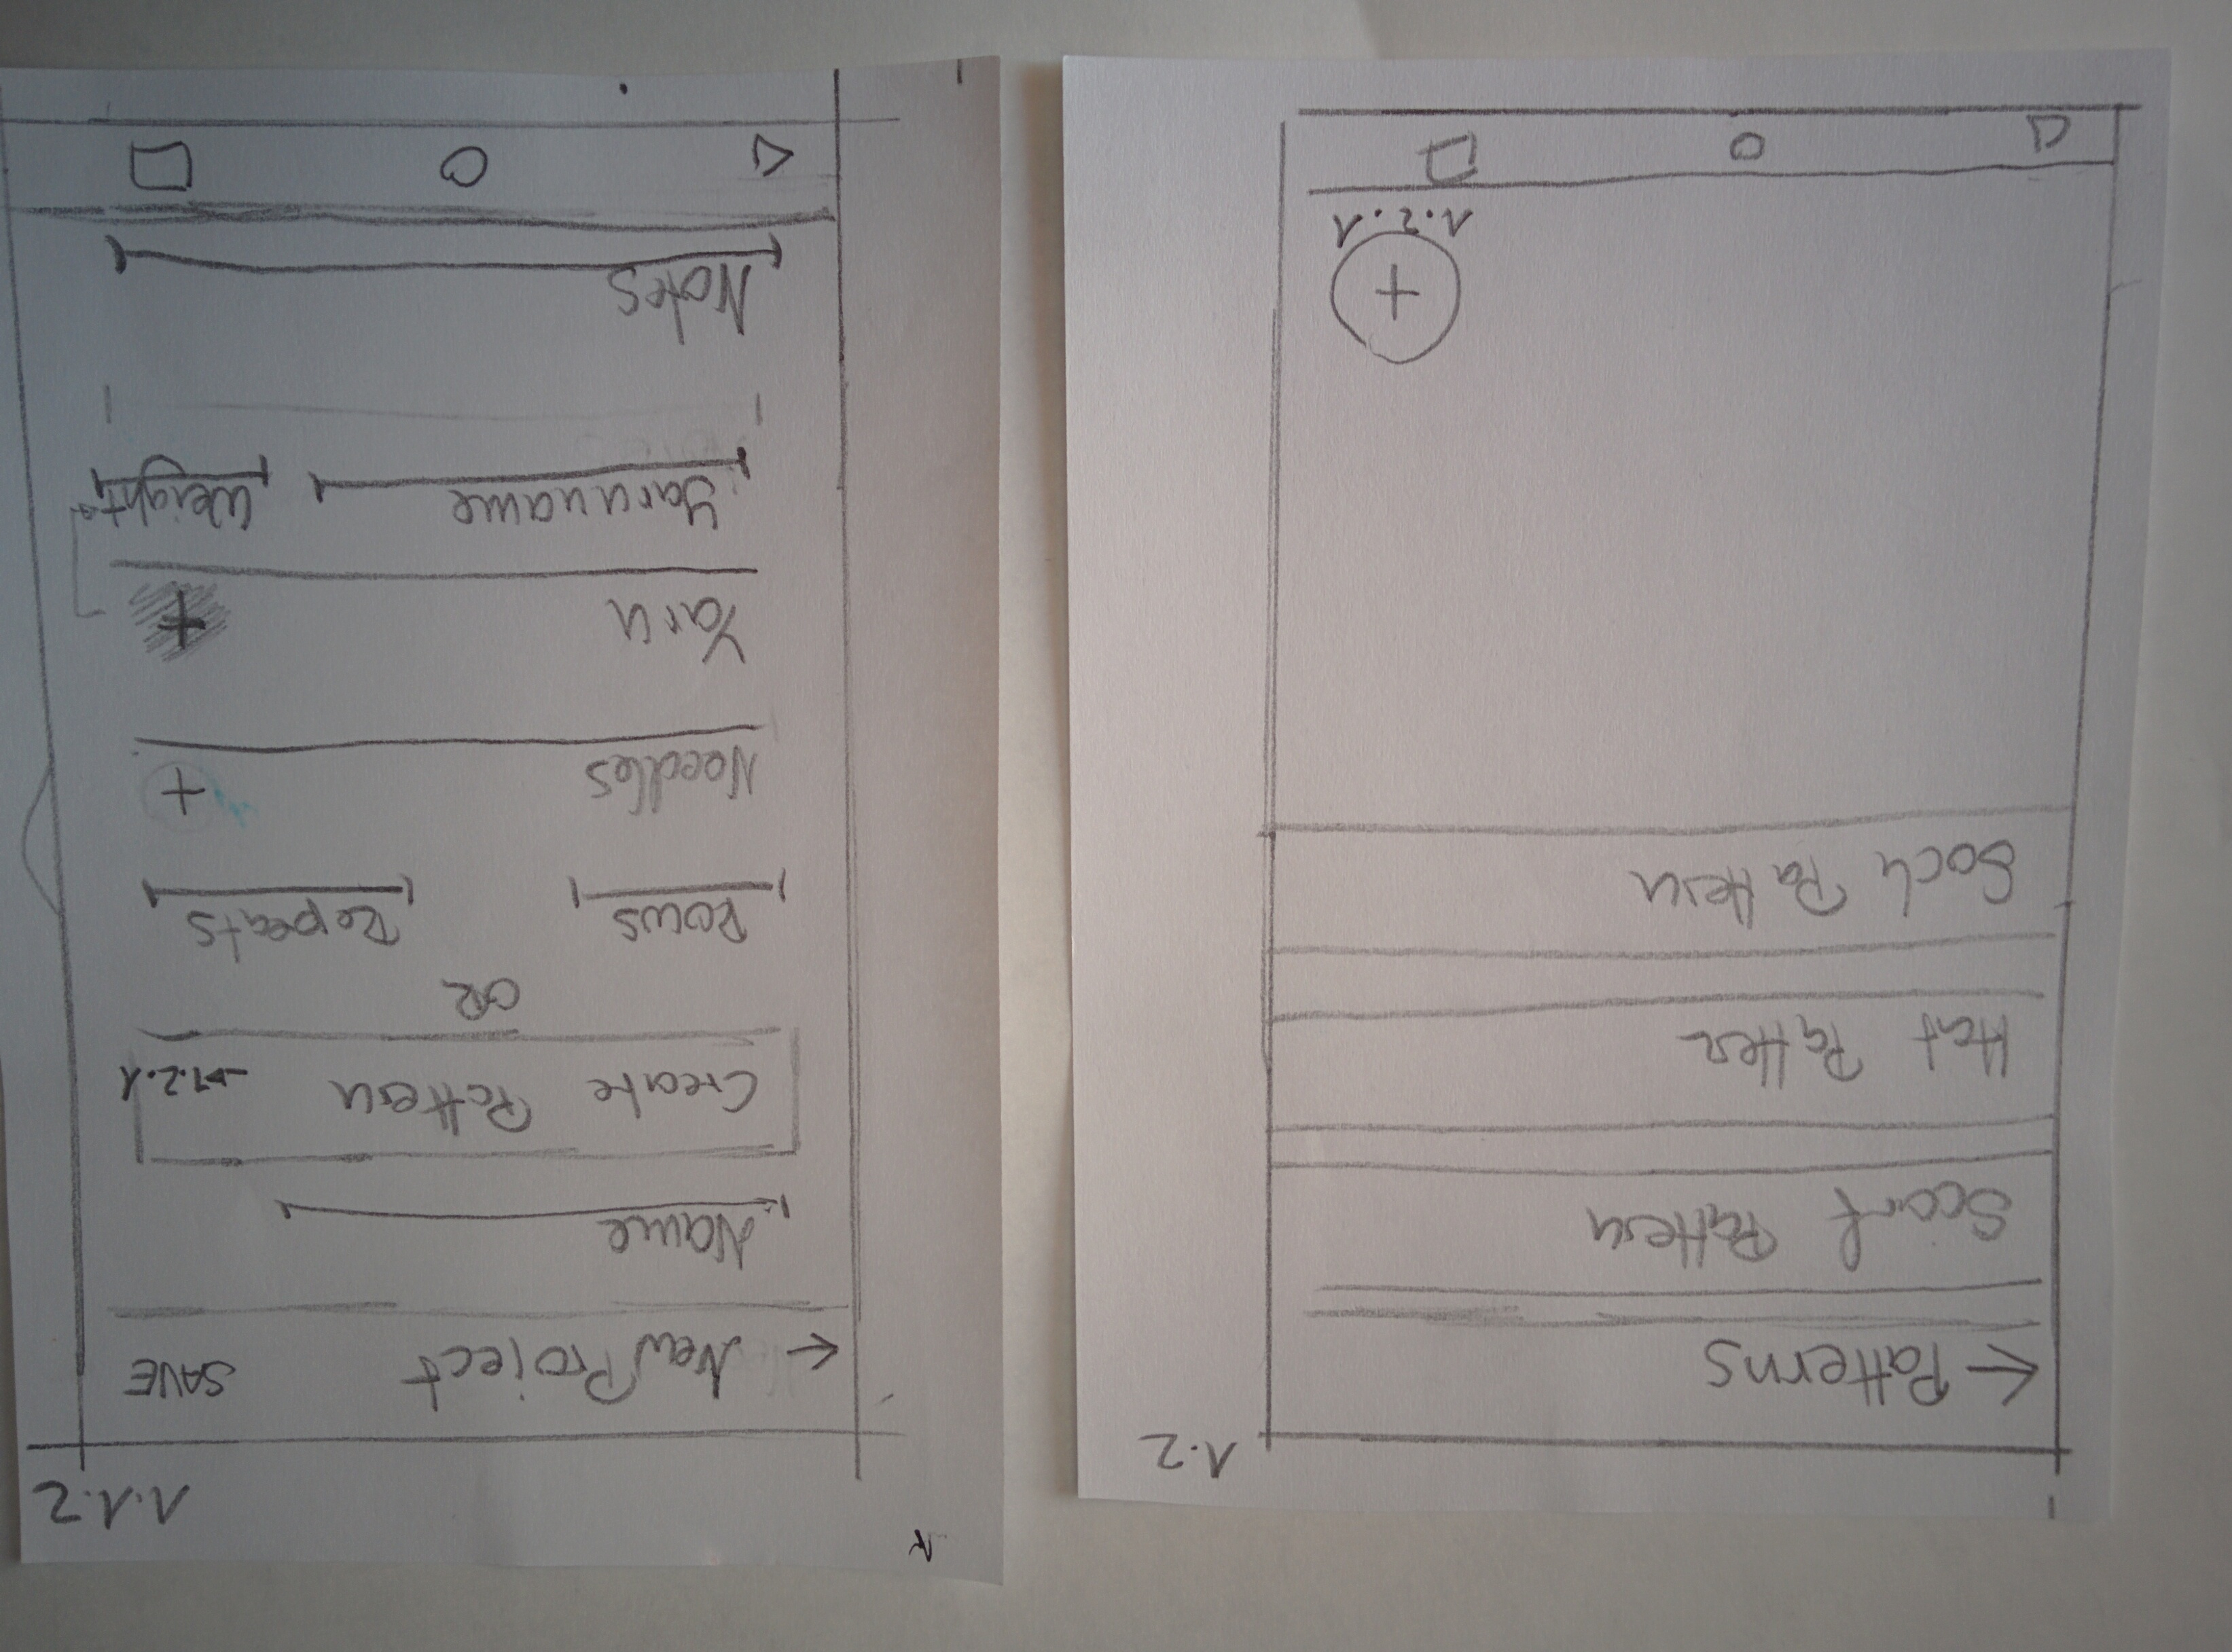 1.2
← Patterns
Scarf Pattern
Hat Patter
Sock Pattern
+
1.2.1
1.1.2
← New Project SAVE
Name
Create Pattern →1.2.1
OR
Rows Repeats
Needles +
Yarn +
Yarnname Weight
Notes